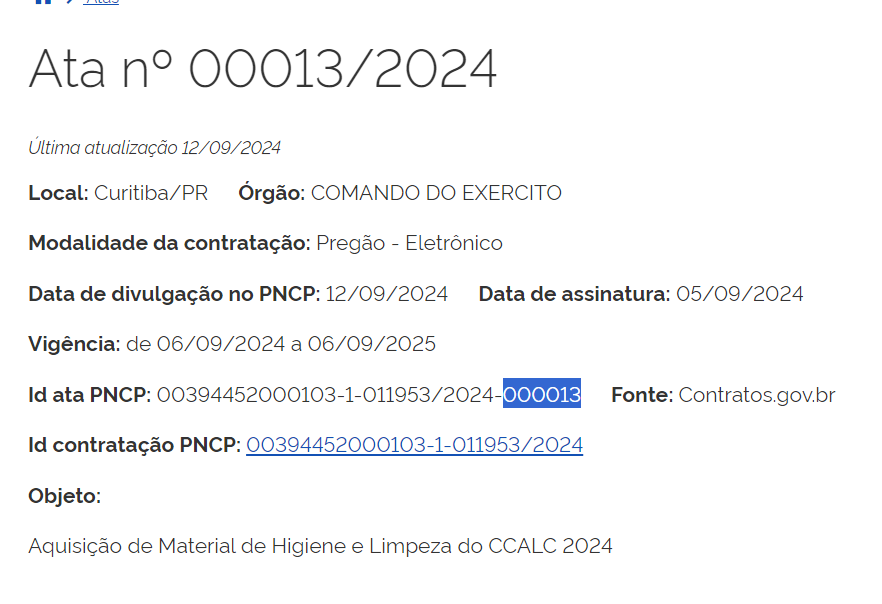 Atas
Ata nº 00013/2024
Última atualização 12/09/2024
Local: Curitiba/PR Órgão: COMANDO DO EXERCITO
Modalidade da contratação: Pregão - Eletrônico
Data de divulgação no PNCP: 12/09/2024 Data de assinatura: 05/09/2024
Vigência: de 06/09/2024 a 06/09/2025
Id ata PNCP: 00394452000103-1-011953/2024-000013 Fonte: Contratos.gov.br
Id contratação PNCP: 00394452000103-1-011953/2024
Objeto:
Aquisição de Material de Higiene e Limpeza do CCALC 2024